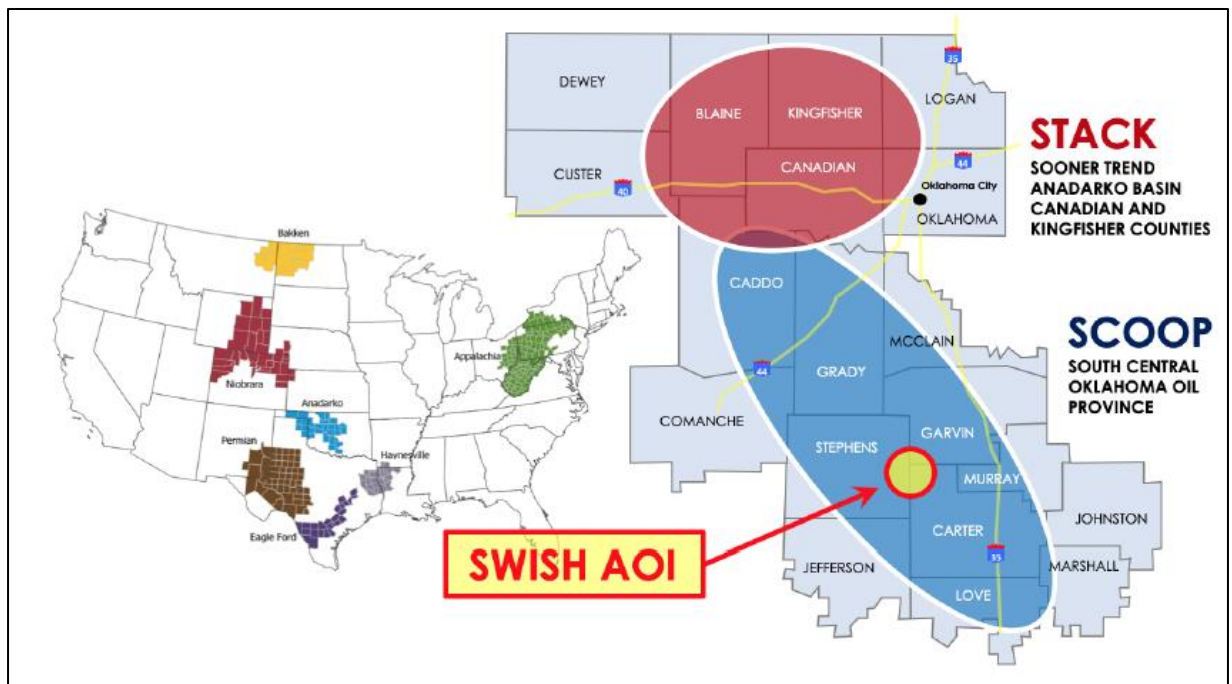 Bakken
Niobrara
Appalachia
Anadarko
Permian
Haynesville
Eagle Ford
DEWEY
BLAINE
KINGFISHER
LOGAN
35
CUSTER
40
CANADIAN
44
Oklahoma City
OKLAHOMA
STACK
SOONER TREND
ANADARKO BASIN
CANADIAN AND
KINGFISHER COUNTIES
CADDO
MCCLAIN
44
GRADY
COMANCHE
STEPHENS
GARVIN
MURRAY
CARTER
JOHNSTON
35
JEFFERSON
MARSHALL
LOVE
SCOOP
SOUTH CENTRAL
OKLAHOMA OIL
PROVINCE
SWISH AOI